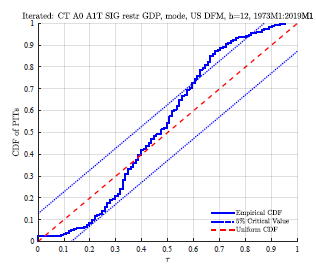 Iterated: CT A0 A1T SIG restr GDP, mode, US DFM, h=12, 1973M1:2019M1
CDF of PITs
1
0.9
0.8
0.7
0.6
0.5
0.4
0.3
0.2
0.1
0
Empirical CDF
5% Critical Value
Uniform CDF
0 0.1 0.2 0.3 0.4 0.5 0.6 0.7 0.8 0.9 1
τ